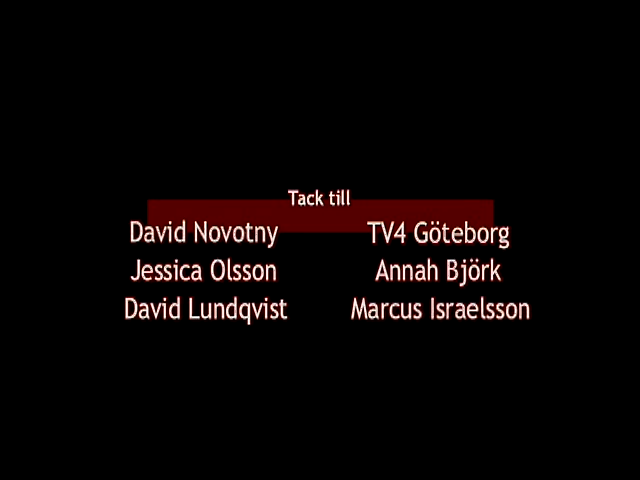 Tack till
David Novotny TV4 Göteborg
Jessica Olsson Annah Björk
David Lundqvist Marcus Israelsson